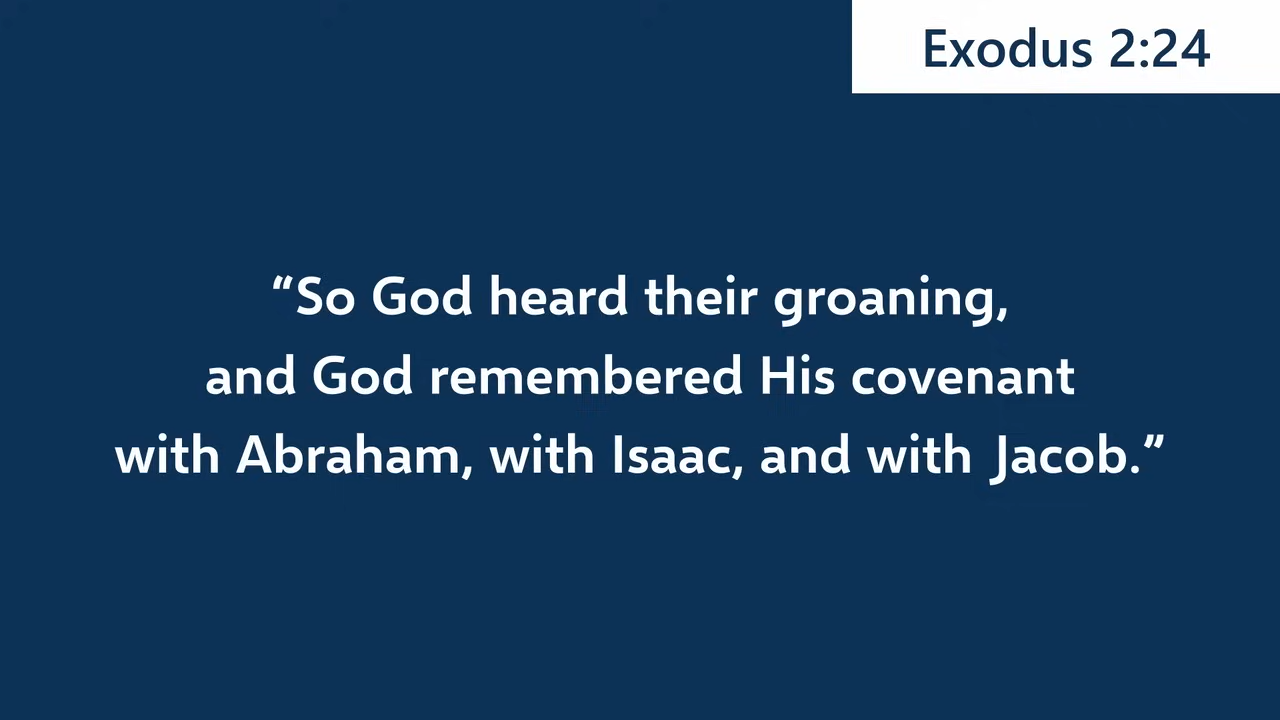 Exodus 2:24
“So God heard their groaning,
and God remembered His covenant
with Abraham, with Isaac, and with Jacob.”